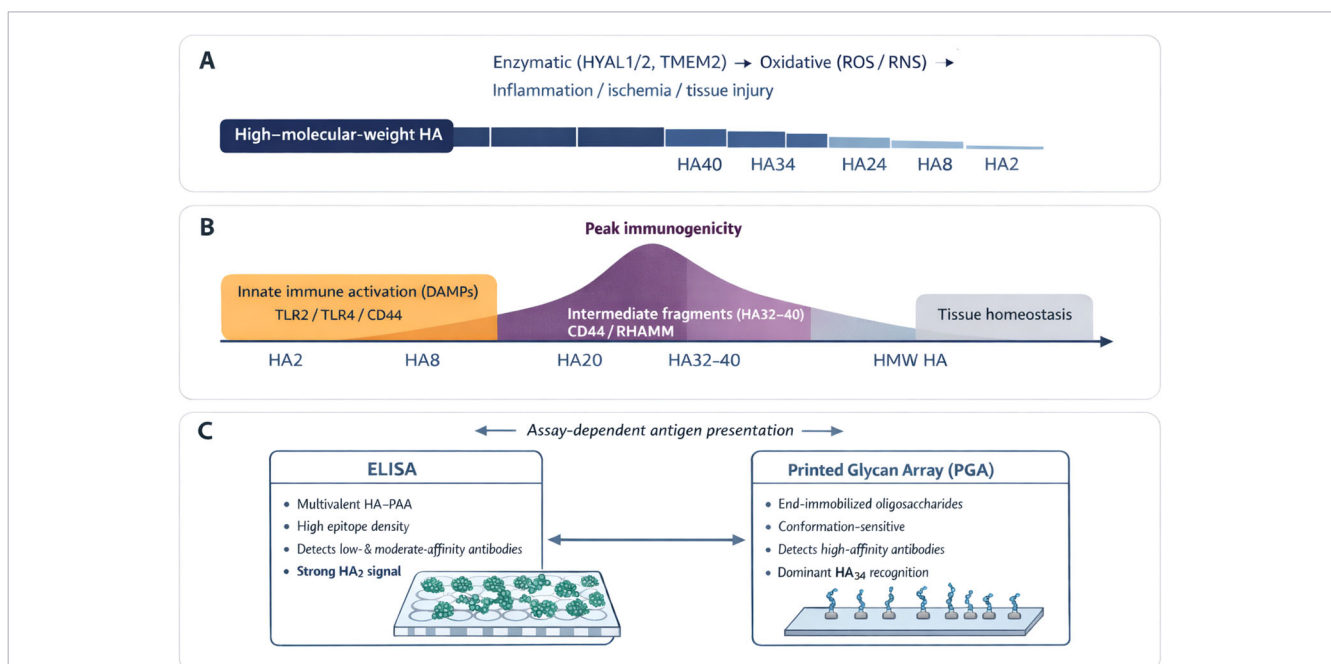 A
Enzymatic (HYAL1/2, TMEM2) → Oxidative (ROS / RNS) →
Inflammation / ischemia / tissue injury
High–molecular-weight HA
HA40 HA34 HA24 HA8 HA2
B
Peak immunogenicity
Innate immune activation (DAMPs)
TLR2 / TLR4 / CD44
Intermediate fragments (HA32–40)
CD44 / RHAMM
Tissue homeostasis
HA2 HA8 HA20 HA32-40 HMW HA
C
Assay-dependent antigen presentation
ELISA
• Multivalent HA–PAA
• High epitope density
• Detects low- & moderate-affinity antibodies
• Strong HA₂ signal
Printed Glycan Array (PGA)
• End-immobilized oligosaccharides
• Conformation-sensitive
• Detects high-affinity antibodies
• Dominant HA₃₄ recognition